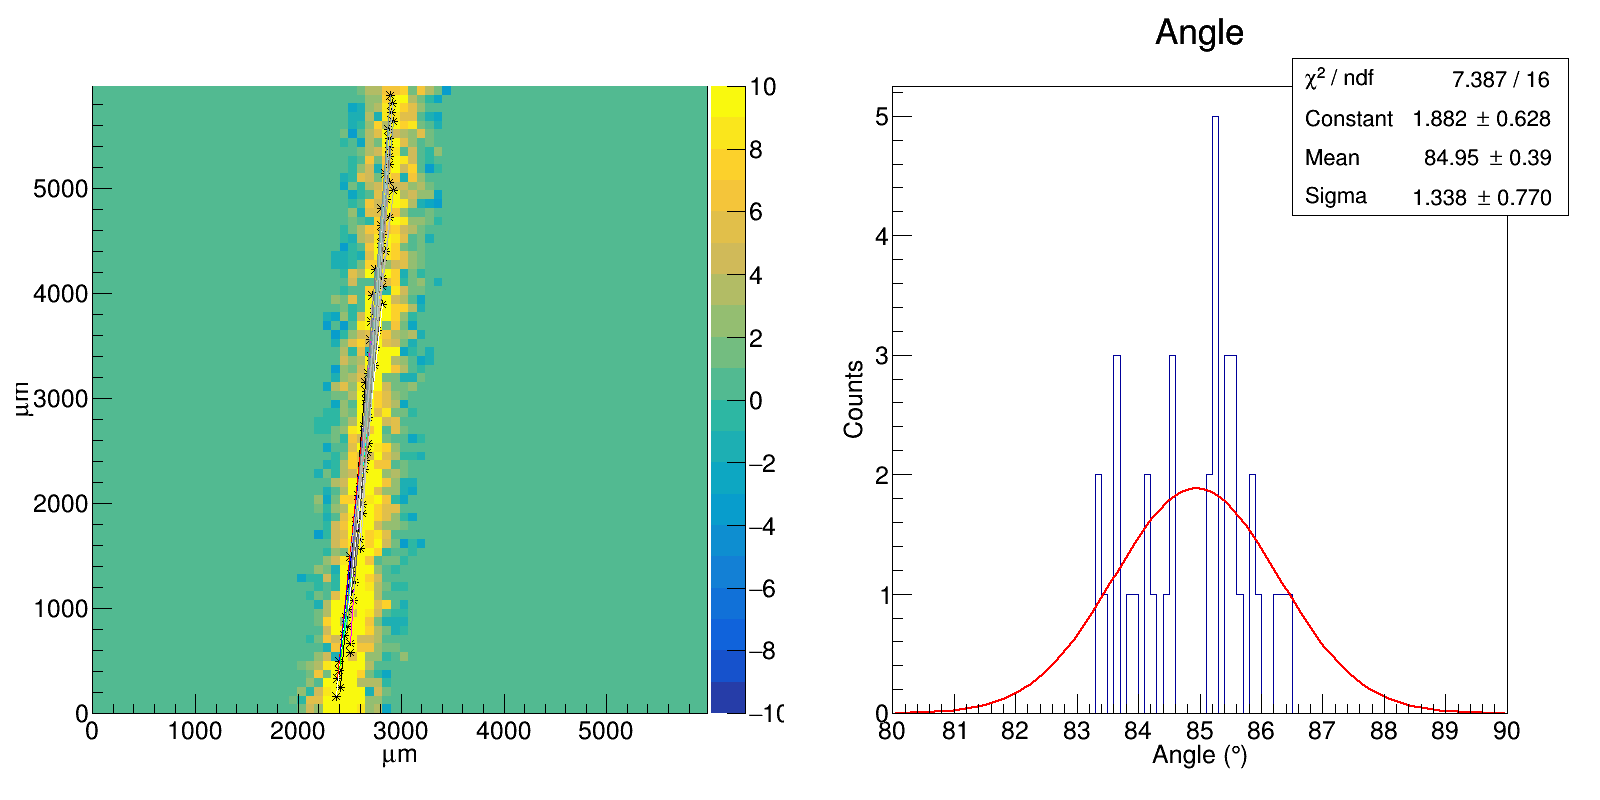 Angle
χ² / ndf 7.387 / 16
Constant 1.882 ± 0.628
Mean 84.95 ± 0.39
Sigma 1.338 ± 0.770
μm
5000
4000
3000
2000
1000
0
0 1000 2000 3000 4000 5000
μm
10
8
6
4
2
0
−2
−4
−6
−8
−10
Counts
5
4
3
2
1
0
80 81 82 83 84 85 86 87 88 89 90
Angle (°)